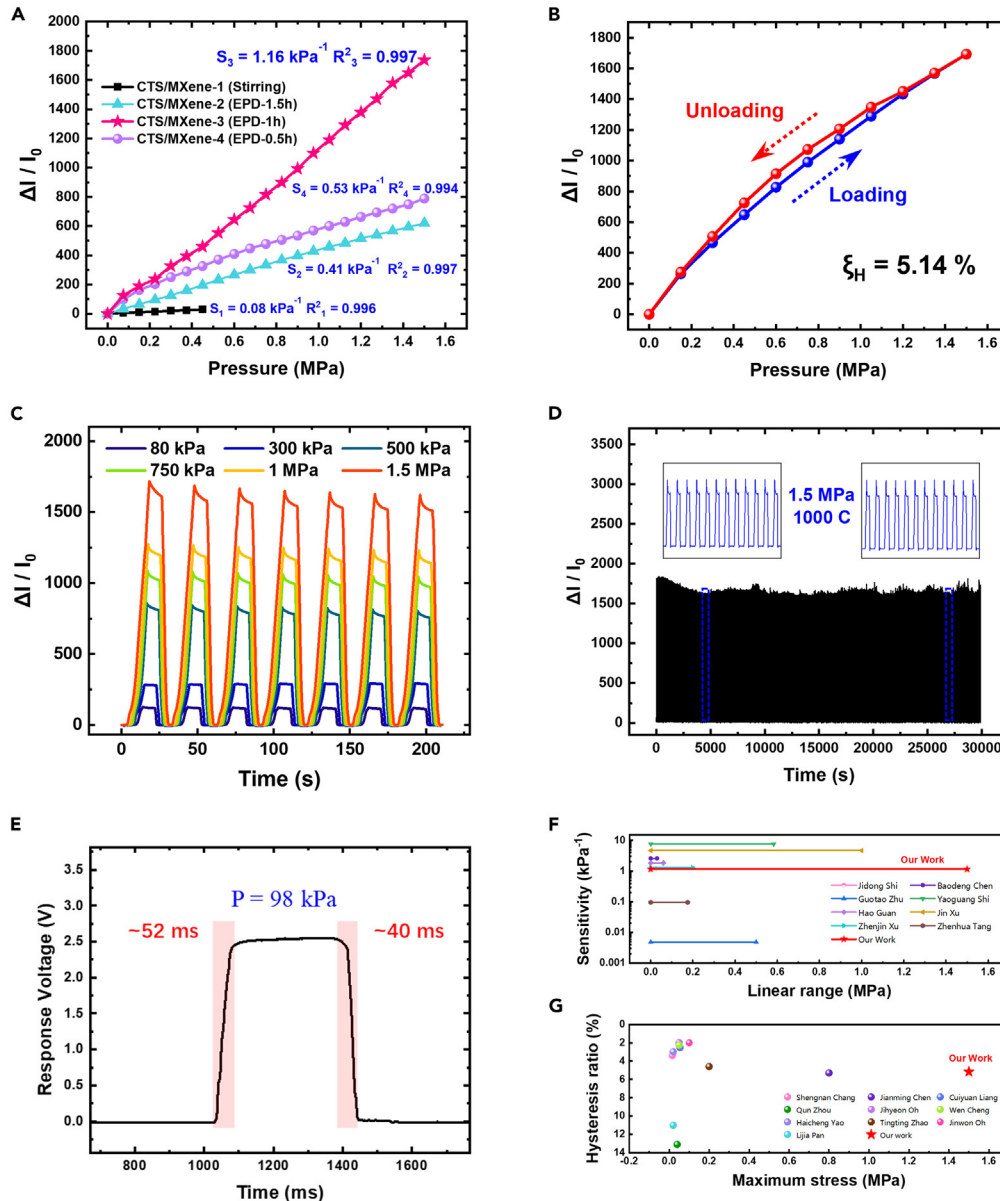 A
ΔI / I0
2000
1800
1600
1400
1200
1000
800
600
400
200
0
S3 = 1.16 kPa-1 R23 = 0.997
CTS/MXene-1 (Stirring)
CTS/MXene-2 (EPD-1.5h)
CTS/MXene-3 (EPD-1h)
CTS/MXene-4 (EPD-0.5h)
S4 = 0.53 kPa-1 R24 = 0.994
S2 = 0.41 kPa-1 R22 = 0.997
S1 = 0.08 kPa-1 R21 = 0.996
0.0 0.2 0.4 0.6 0.8 1.0 1.2 1.4 1.6
Pressure (MPa)
B
ΔI / I0
2000
1800
1600
1400
1200
1000
800
600
400
200
0
Unloading
Loading
ξH = 5.14 %
0.0 0.2 0.4 0.6 0.8 1.0 1.2 1.4 1.6
Pressure (MPa)
C
ΔI / I0
2000
1500
1000
500
0
80 kPa 300 kPa 500 kPa
750 kPa 1 MPa 1.5 MPa
0 50 100 150 200
Time (s)
D
ΔI / I0
3500
3000
2500
2000
1500
1000
500
0
1.5 MPa
1000 C
0 5000 10000 15000 20000 25000 30000
Time (s)
E
Response Voltage (V)
4.0
3.5
3.0
2.5
2.0
1.5
1.0
0.5
0.0
P = 98 kPa
~52 ms
~40 ms
800 1000 1200 1400 1600
Time (ms)
F
Sensitivity (kPa-1)
10
1
0.1
0.01
0.001
Our Work
Jidong Shi Baodeng Chen
Guotao Zhu Yaoguang Shi
Hao Guan Jin Xu
Zhenjin Xu Zhenhua Tang
Our Work
0.0 0.2 0.4 0.6 0.8 1.0 1.2 1.4 1.6
Linear range (MPa)
G
Hysteresis ratio (%)
0
2
4
6
8
10
12
14
Our Work
Shengnan Chang Jianming Chen Cuiyuan Liang
Qun Zhou Jihyeon Oh Wen Cheng
Haicheng Yao Tingting Zhao Jinwon Oh
Lijia Pan Our work
-0.2 0.0 0.2 0.4 0.6 0.8 1.0 1.2 1.4 1.6
Maximum stress (MPa)